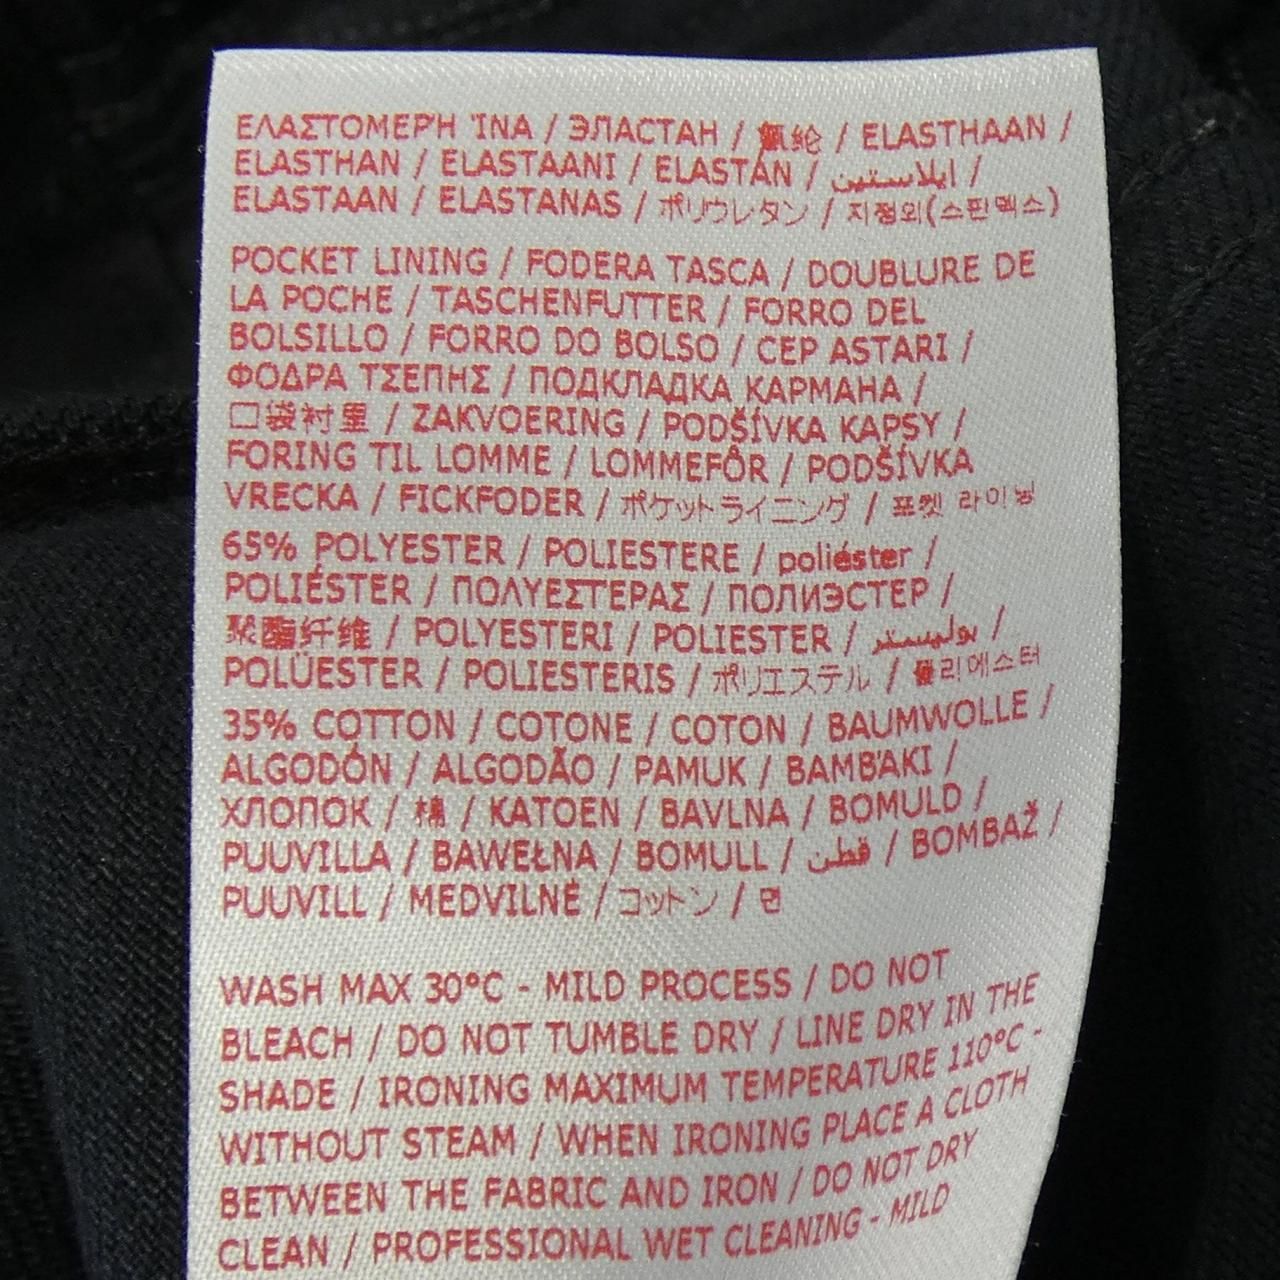 ΕΛΑΣΤΟΜΕΡΉ ΊΝΑ / ЭЛАСТАН / 氨纶 / ELASTHAAN /
ELASTHAN / ELASTAANI / ELASTÁN / ايلاستين /
ELASTAAN / ELASTANAS / ポリウレタン / 지정외(스판덱스)
POCKET LINING / FODERA TASCA / DOUBLURE DE
LA POCHE / TASCHENFUTTER / FORRO DEL
BOLSILLO / FORRO DO BOLSO / CEP ASTARI /
ΦΟΔΡΑ ΤΣΕΠΗΣ / ПОДКЛАДКА КАРМАНА /
口袋衬里 / ZAKVOERING / PODŠÍVKA KAPSY /
FORING TIL LOMME / LOMMEFÔR / PODŠÍVKA
VRECKA / FICKFODER / ポケットライニング / 포켓 라이닝
65% POLYESTER / POLIESTERE / poliéster /
POLIÉSTER / ΠΟΛΥΕΣΤΕΡΑΣ / ПОЛИЭСТЕР /
聚酯纤维 / POLYESTERI / POLIESTER / بوليستر /
POLÜESTER / POLIESTERIS / ポリエステル / 폴리에스터
35% COTTON / COTONE / COTON / BAUMWOLLE /
ALGODÓN / ALGODÃO / PAMUK / ΒΑΜΒΆΚΙ /
ХЛОПОК / 棉 / KATOEN / BAVLNA / BOMULD /
PUUVILLA / BAWEŁNA / BOMULL / قطن / BOMBAŽ /
PUUVILL / MEDVILNĖ / コットン / 면
WASH MAX 30°C - MILD PROCESS / DO NOT
BLEACH / DO NOT TUMBLE DRY / LINE DRY IN THE
SHADE / IRONING MAXIMUM TEMPERATURE 110°C -
WITHOUT STEAM / WHEN IRONING PLACE A CLOTH
BETWEEN THE FABRIC AND IRON / DO NOT DRY
CLEAN / PROFESSIONAL WET CLEANING - MILD